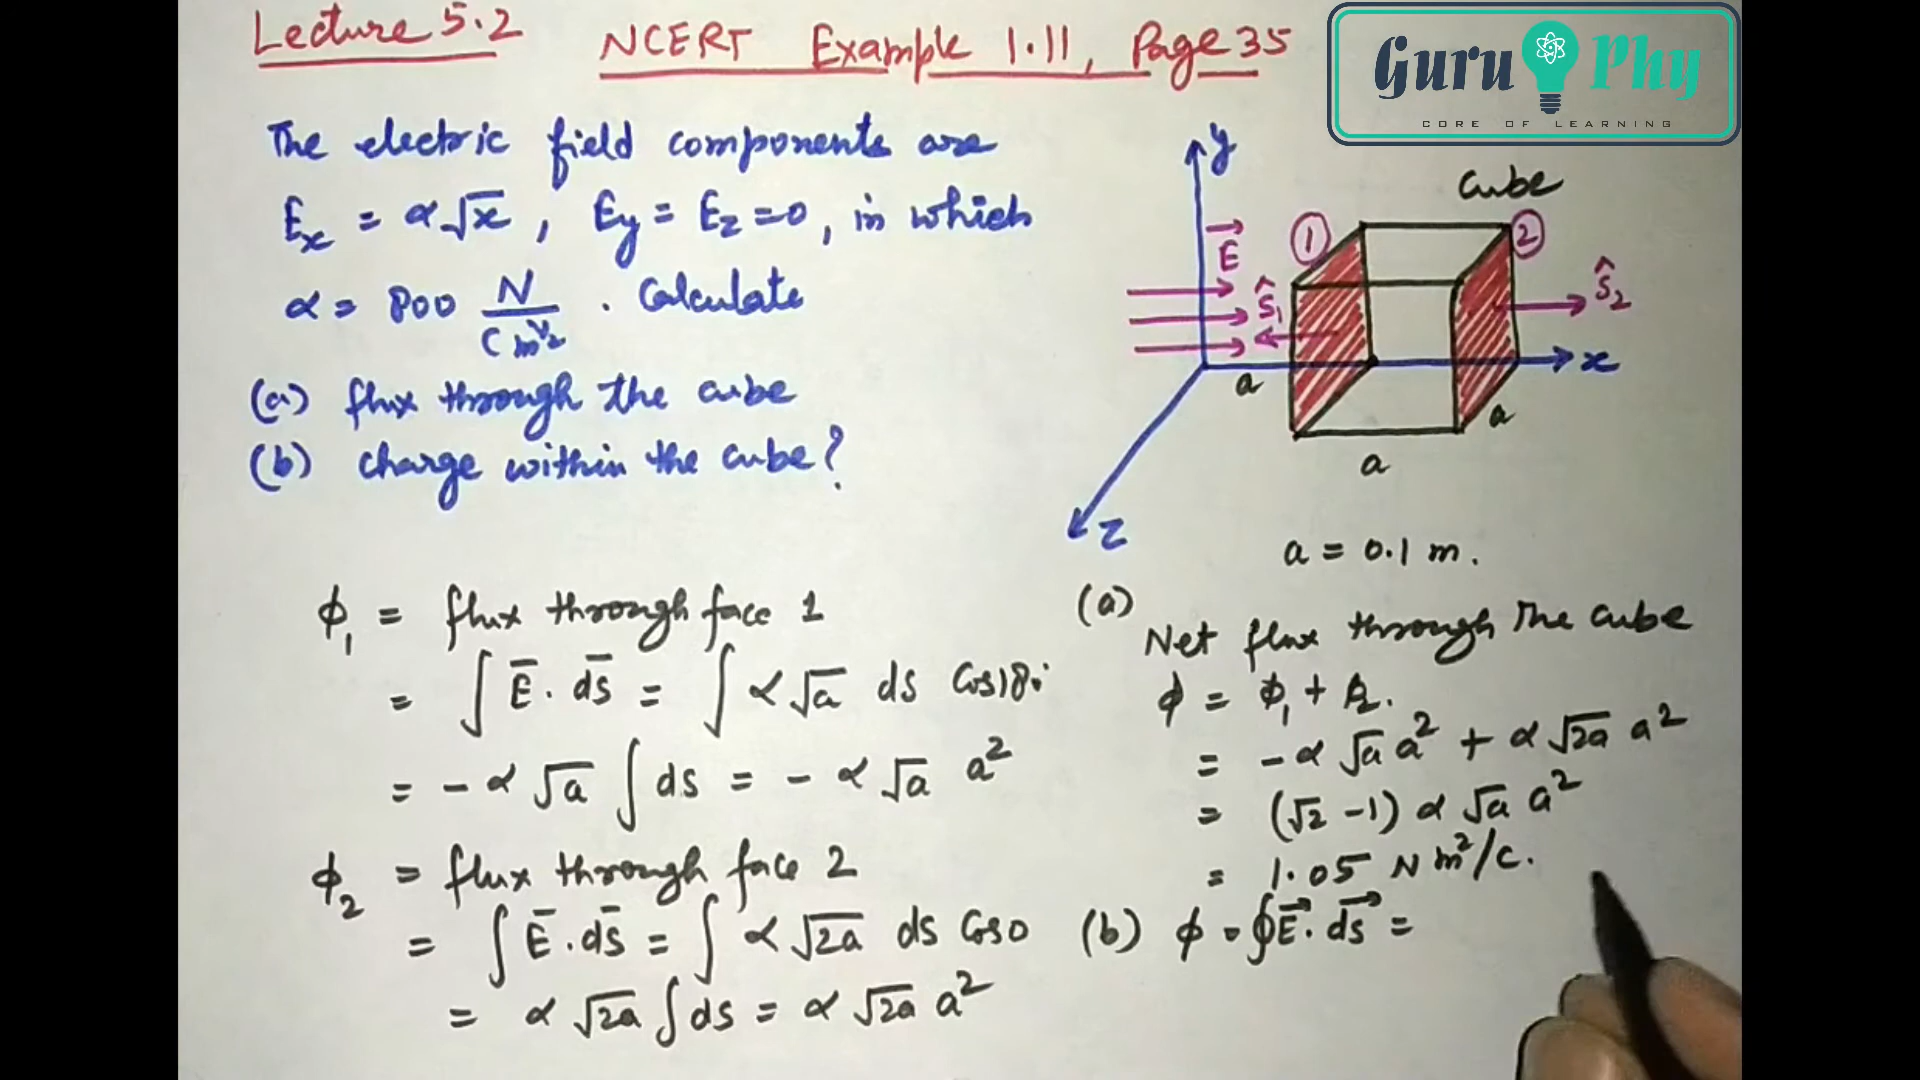 Lecture 5.2
NCERT Example 1.11, Page 35
Guru Phy
CORE OF LEARNING
The electric field components are
Ex = α√x, Ey = Ez = 0, in which
α = 800 N/(C m^1/2). Calculate
(a) flux through the cube
(b) charge within the cube?
y
cube
E
1
2
Ŝ1
Ŝ2
x
a
a
a
z
a = 0.1 m.
ϕ1 = flux through face 1
= ∫ E̅. ds̅ = ∫ α√a ds Cos180
= -α √a ∫ds = - α √a a²
ϕ2 = flux through face 2
= ∫ E̅. ds̅ = ∫ α√2a ds Cos0
= α √2a ∫ds = α √2a a²
(a)
Net flux through the cube
ϕ = ϕ1 + ϕ2.
= -α √a a² + α √2a a²
= (√2 -1) α √a a²
= 1.05 N m²/C.
(b) ϕ = ∮E⃗. ds⃗ =